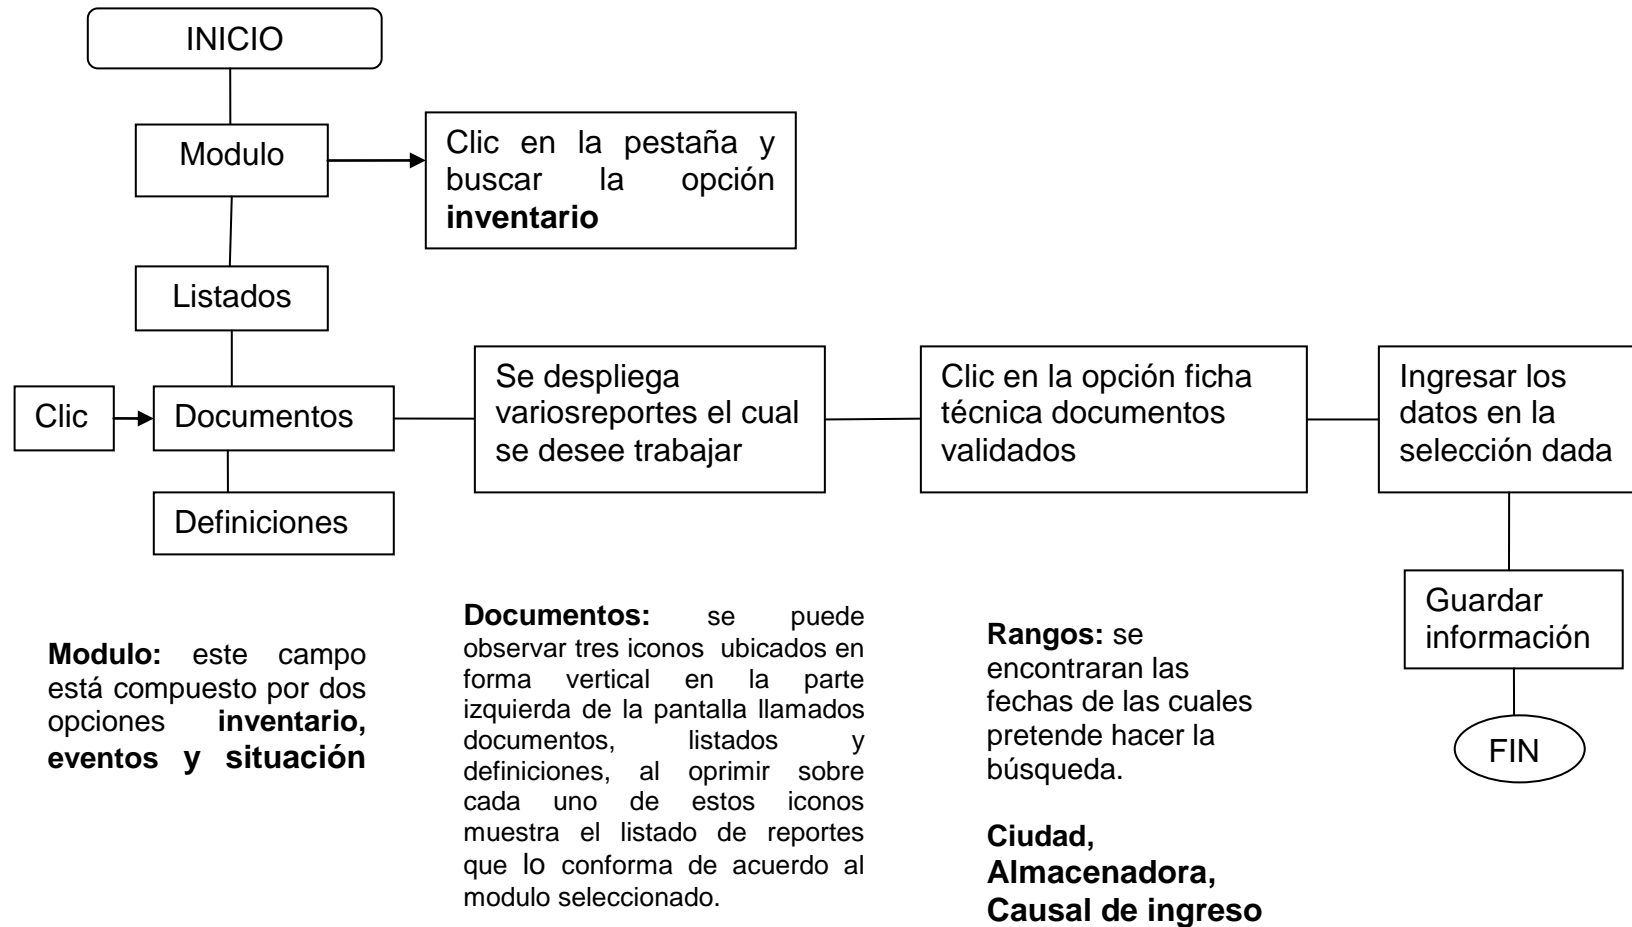 INICIO
Modulo
Clic en la pestaña y
buscar la opción
inventario
Listados
Clic
Documentos
Se despliega
variosreportes el cual
se desee trabajar
Clic en la opción ficha
técnica documentos
validados
Ingresar los
datos en la
selección dada
Definiciones
Guardar
información
FIN
Modulo: este campo
está compuesto por dos
opciones inventario,
eventos y situación
Documentos: se puede
observar tres iconos ubicados en
forma vertical en la parte
izquierda de la pantalla llamados
documentos, listados y
definiciones, al oprimir sobre
cada uno de estos iconos
muestra el listado de reportes
que lo conforma de acuerdo al
modulo seleccionado.
Rangos: se
encontraran las
fechas de las cuales
pretende hacer la
búsqueda.
Ciudad,
Almacenadora,
Causal de ingreso